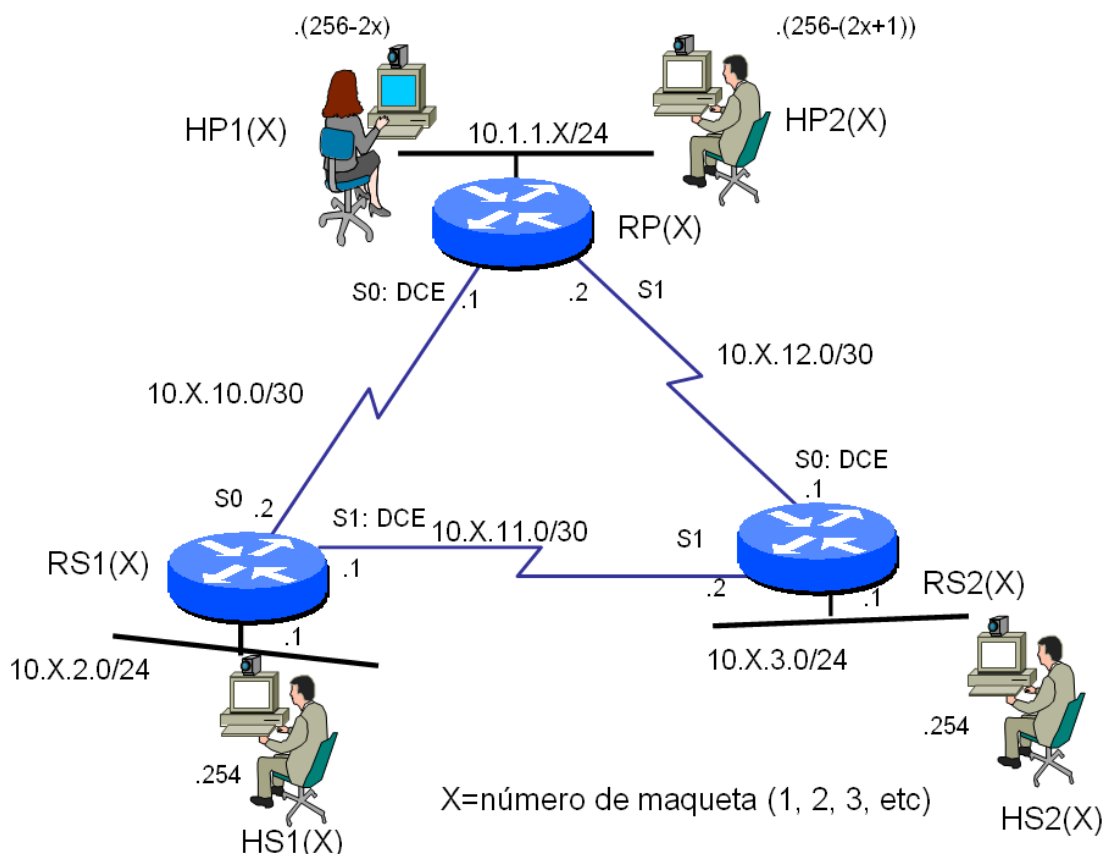 .(256-2x)
.(256-(2x+1))
HP1(X)
10.1.1.X/24
HP2(X)
RP(X)
S0: DCE
.1
.2
S1
10.X.10.0/30
10.X.12.0/30
S0: DCE
.1
S0
.2
S1: DCE
10.X.11.0/30
S1
RS1(X)
.1
.2
.1
RS2(X)
.1
10.X.2.0/24
10.X.3.0/24
.254
.254
X=número de maqueta (1, 2, 3, etc)
HS1(X)
HS2(X)